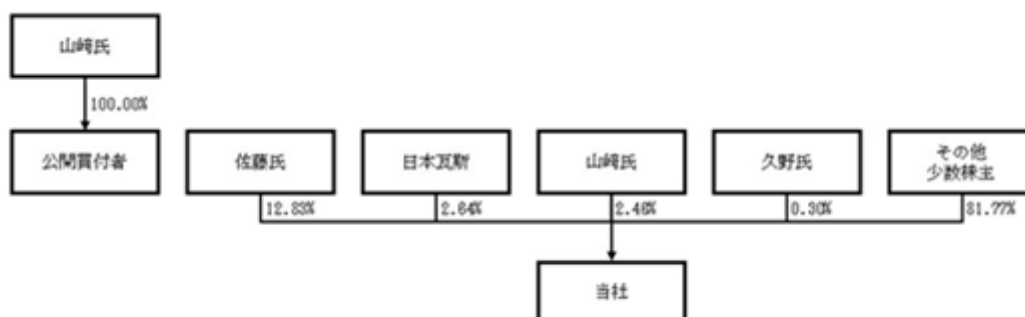 山﨑氏
100.00%
公開買付者
佐藤氏
日本瓦斯
山﨑氏
久野氏
その他
少数株主
12.83%
2.64%
2.46%
0.30%
81.77%
当社